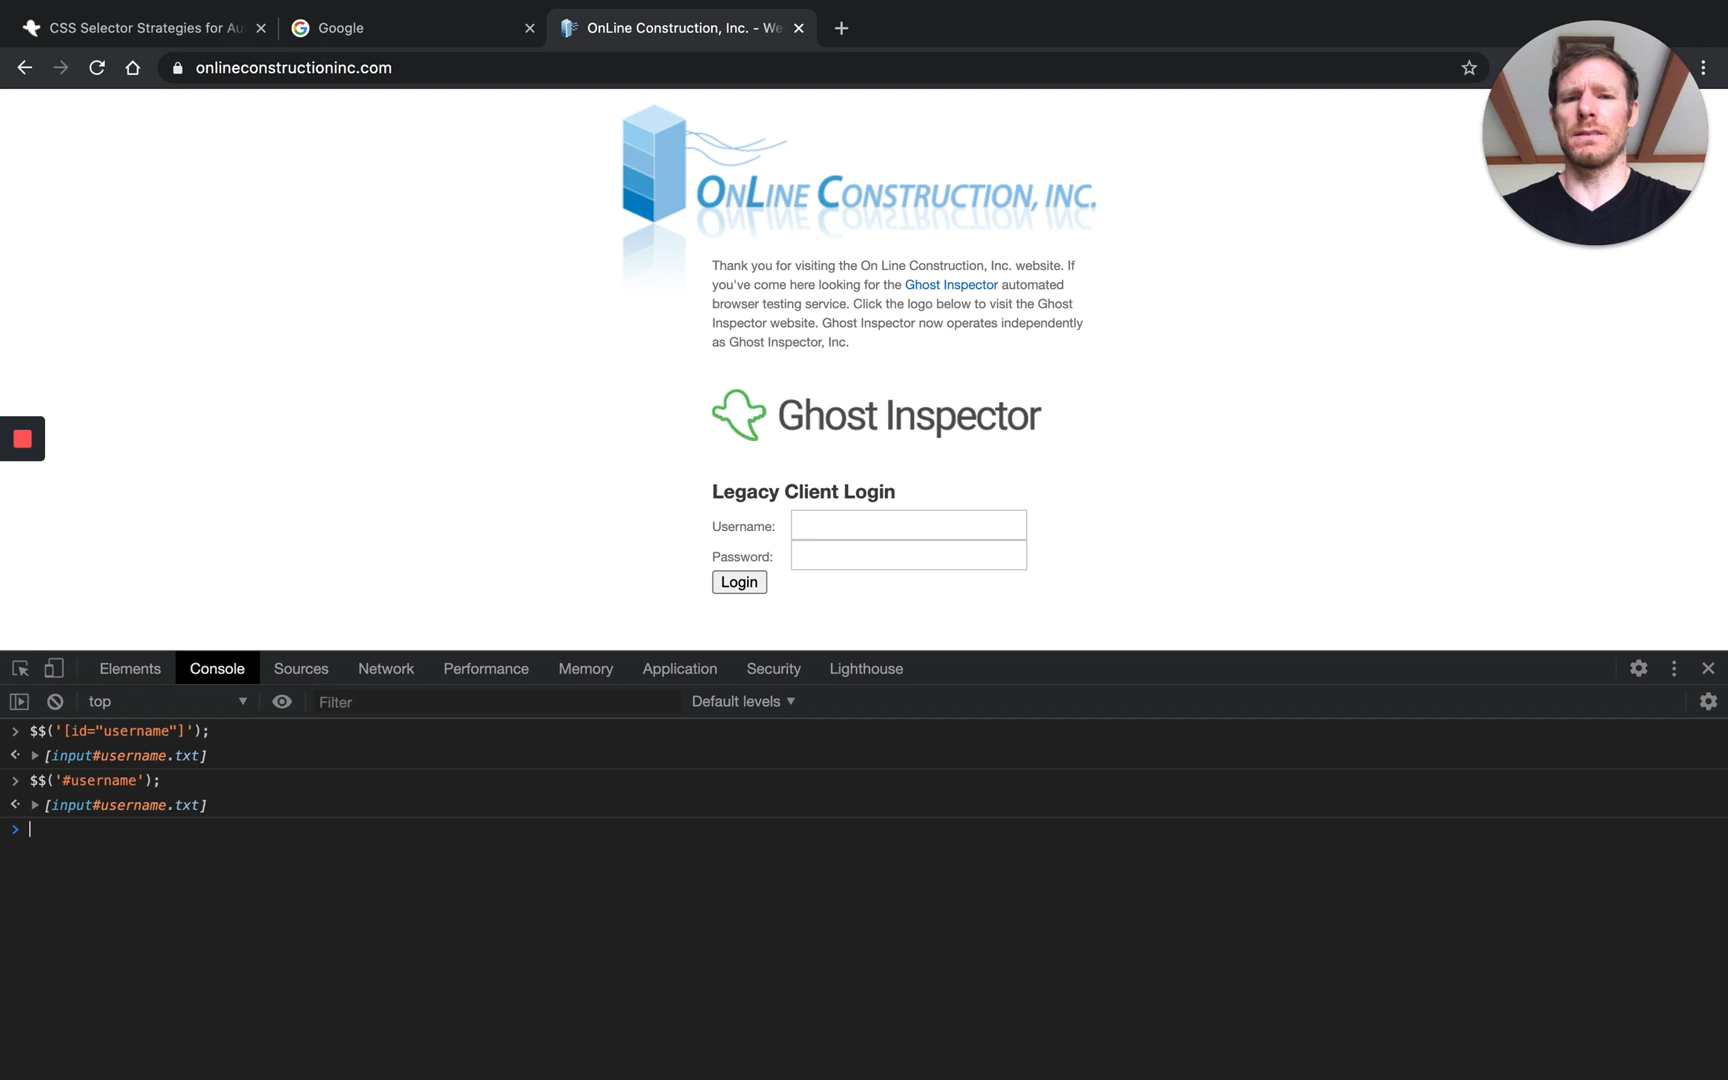 CSS Selector Strategies for Au
Google
OnLine Construction, Inc. - We
onlineconstructioninc.com
ONLINE CONSTRUCTION, INC.
Thank you for visiting the On Line Construction, Inc. website. If
you've come here looking for the Ghost Inspector automated
browser testing service. Click the logo below to visit the Ghost
Inspector website. Ghost Inspector now operates independently
as Ghost Inspector, Inc.
Ghost Inspector
Legacy Client Login
Username:
Password:
Login
Elements Console Sources Network Performance Memory Application Security Lighthouse
top Filter Default levels
$$('[id="username"]');
[input#username.txt]
$$('#username');
[input#username.txt]